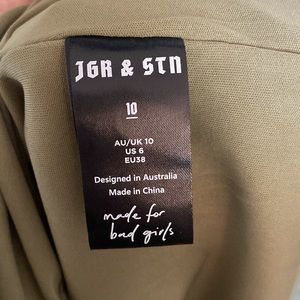 JGR & STN
10
AU/UK 10
US 6
EU38
Designed in Australia
Made in China
made for
bad girls